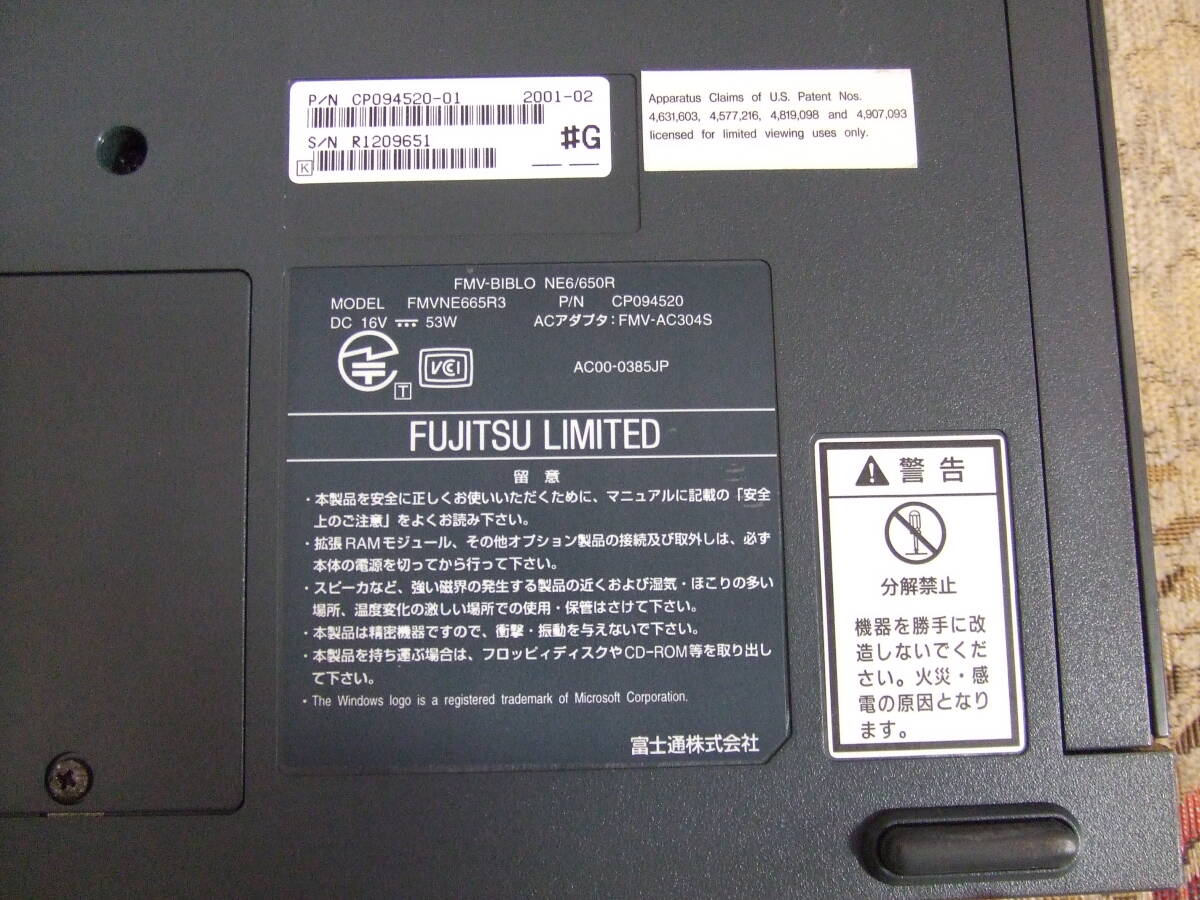 P/N CP094520-01 2001-02
S/N R1209651 #G
K
Apparatus Claims of U.S. Patent Nos.
4,631,603, 4,577,216, 4,819,098 and 4,907,093
licensed for limited viewing uses only.
FMV-BIBLO NE6/650R
MODEL FMVNE665R3 P/N CP094520
DC 16V 53W ACアダプタ:FMV-AC304S
T VCI AC00-0385JP
FUJITSU LIMITED
留意
・本製品を安全に正しくお使いいただくために、マニュアルに記載の「安全
上のご注意」をよくお読み下さい。
・拡張RAMモジュール、その他オプション製品の接続及び取外しは、必ず
本体の電源を切ってから行って下さい。
・スピーカなど、強い磁界の発生する製品の近くおよび湿気・ほこりの多い
場所、温度変化の激しい場所での使用・保管はさけて下さい。
・本製品は精密機器ですので、衝撃・振動を与えないで下さい。
・本製品を持ち運ぶ場合は、フロッピィディスクやCD-ROM等を取り出し
て下さい。
・The Windows logo is a registered trademark of Microsoft Corporation.
富士通株式会社
警告
分解禁止
機器を勝手に改
造しないでくだ
さい。火災・感
電の原因となり
ます。